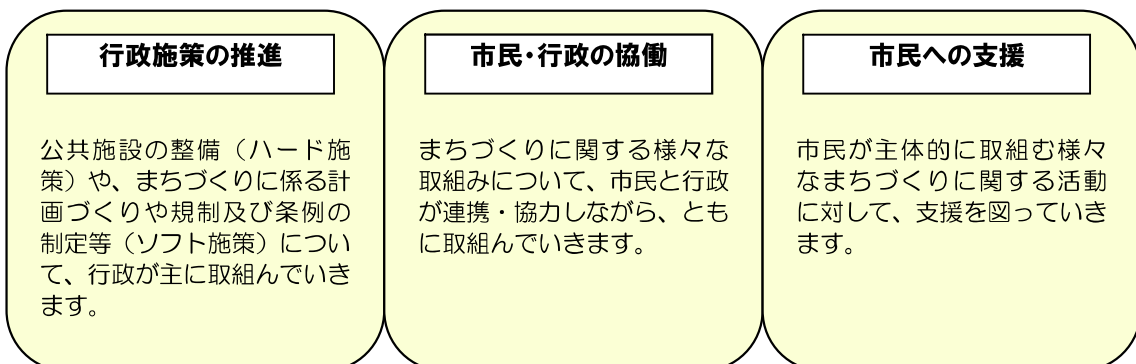 行政施策の推進
公共施設の整備（ハード施
策）や、まちづくりに係る計
画づくりや規制及び条例の
制定等（ソフト施策）につい
て、行政が主に取組んでいき
ます。
市民・行政の協働
まちづくりに関する様々な
取組みについて、市民と行政
が連携・協力しながら、とも
に取組んでいきます。
市民への支援
市民が主体的に取組む様々
なまちづくりに関する活動
に対して、支援を図っていき
ます。